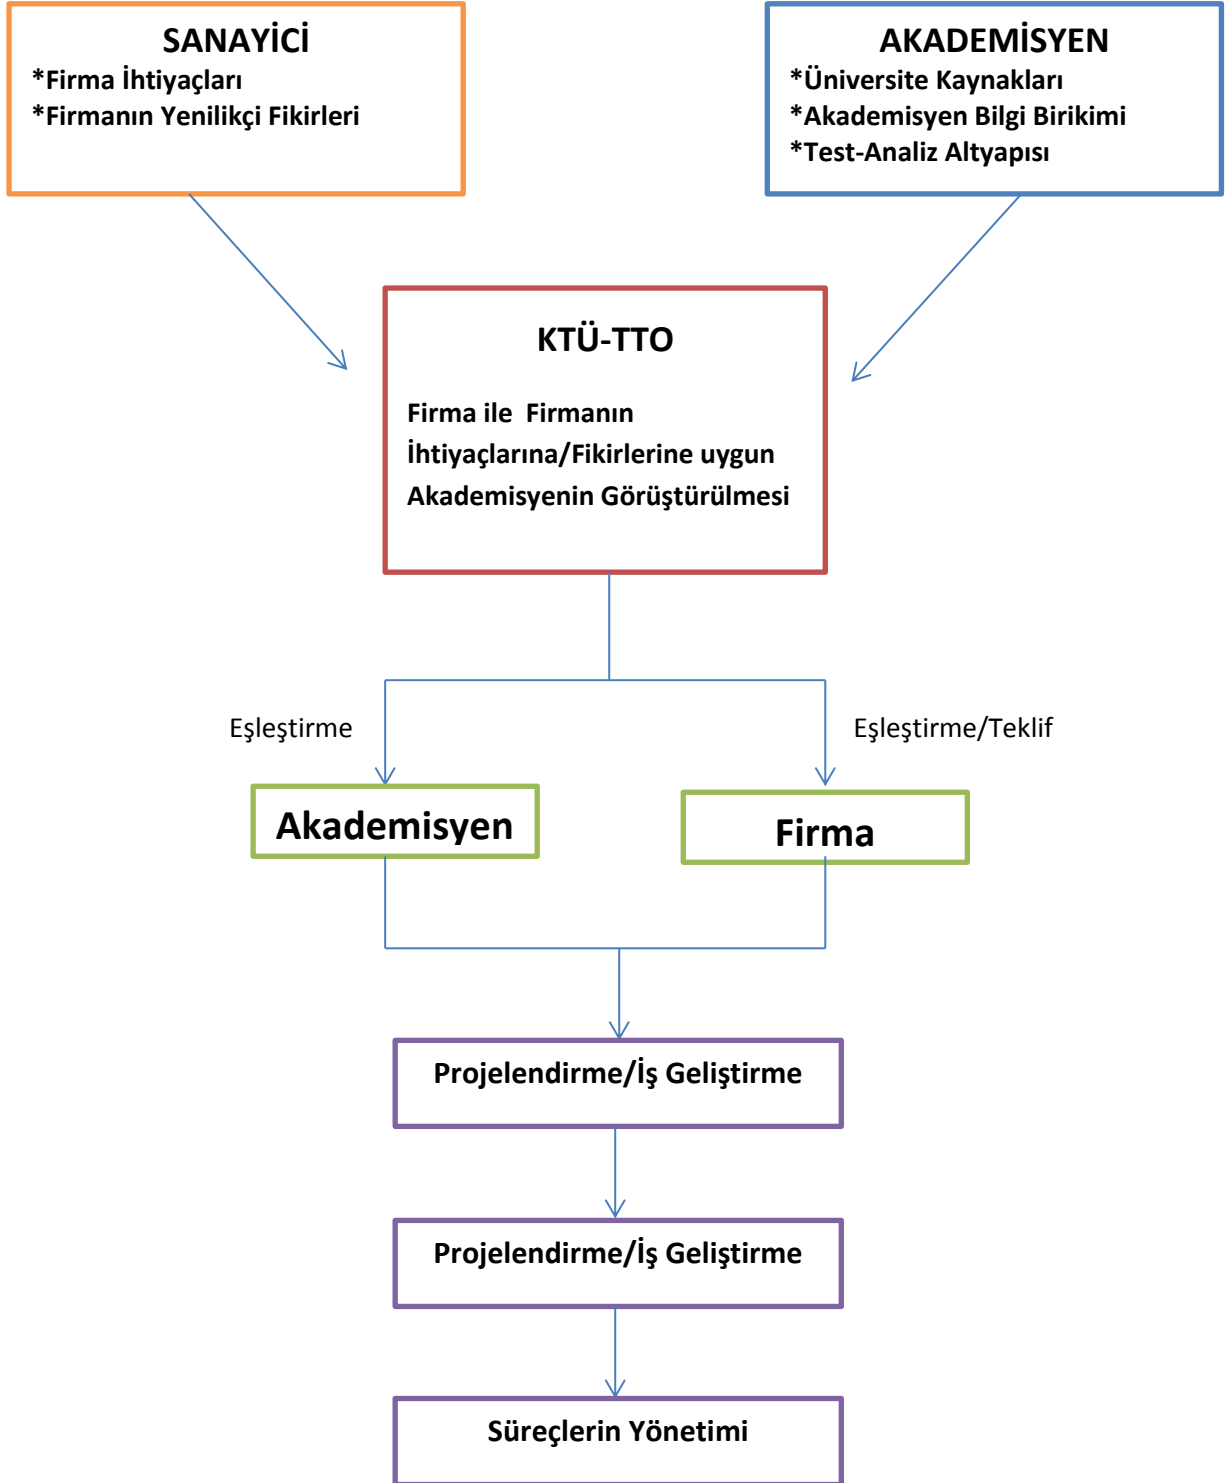 SANAYİCİ
*Firma İhtiyaçları
*Firmanın Yenilikçi Fikirleri
AKADEMİSYEN
*Üniversite Kaynakları
*Akademisyen Bilgi Birikimi
*Test-Analiz Altyapısı
KTÜ-TTO
Firma ile Firmanın
İhtiyaçlarına/Fikirlerine uygun
Akademisyenin Görüştürülmesi
Eşleştirme
Eşleştirme/Teklif
Akademisyen
Firma
Projelendirme/İş Geliştirme
Projelendirme/İş Geliştirme
Süreçlerin Yönetimi